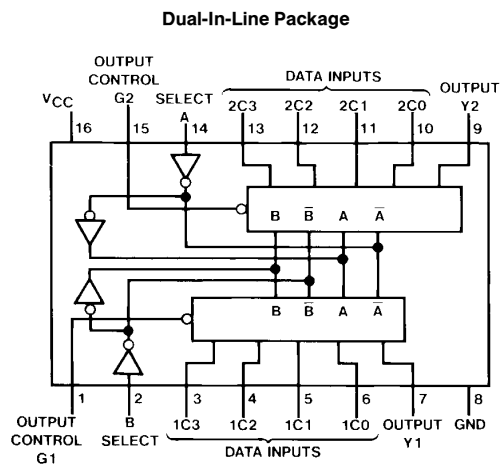 Dual-In-Line Package
OUTPUT
CONTROL
G2
SELECT
A
DATA INPUTS
OUTPUT
Y2
VCC
2C3
2C2
2C1
2C0
16
15
14
13
12
11
10
9
B B̅ A A̅
B B̅ A A̅
1
2
3
4
5
6
7
8
OUTPUT
CONTROL
G1
B
SELECT
1C3
1C2
1C1
1C0
DATA INPUTS
OUTPUT
Y1
GND